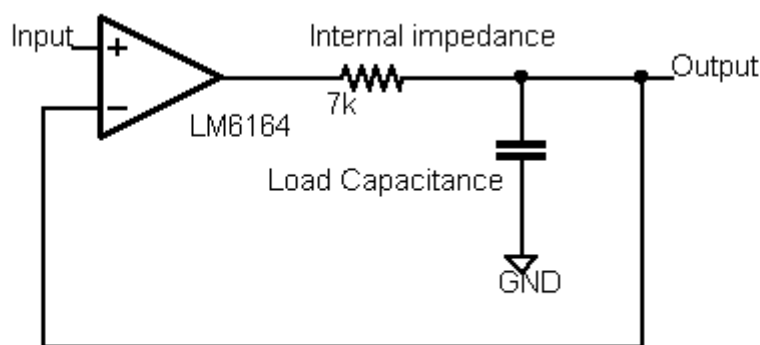 Input
+
−
LM6164
Internal impedance
7k
Output
Load Capacitance
GND